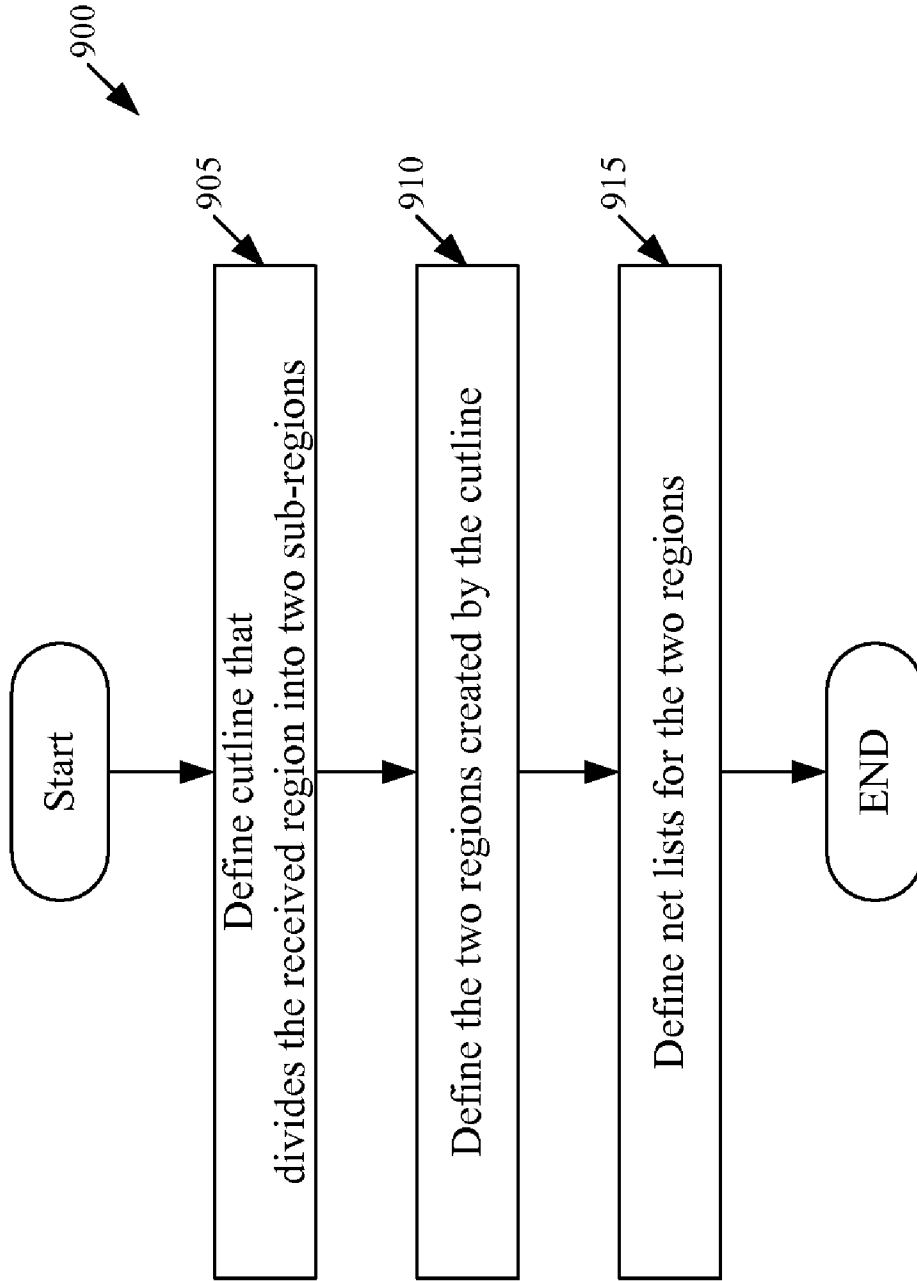 900
Start
905
Define cutline that
divides the received region into two sub-regions
910
Define the two regions created by the cutline
915
Define net lists for the two regions
END